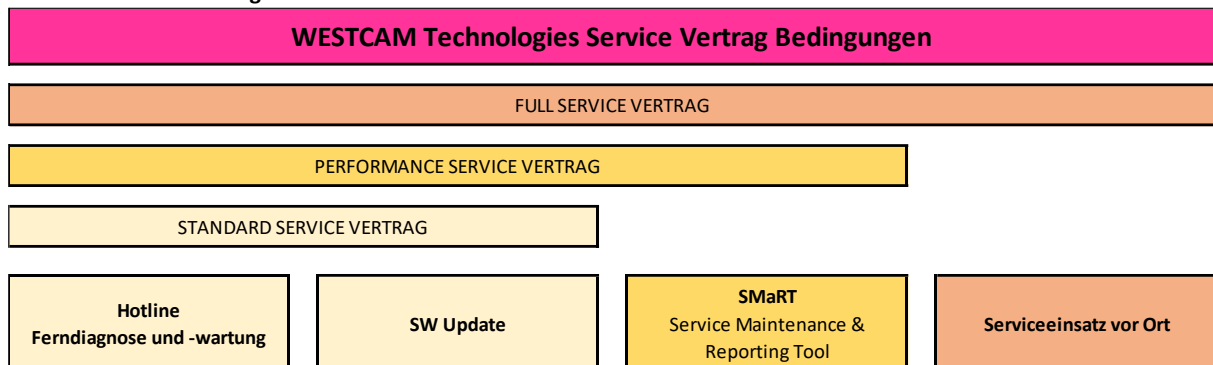 WESTCAM Technologies Service Vertrag Bedingungen
FULL SERVICE VERTRAG
PERFORMANCE SERVICE VERTRAG
STANDARD SERVICE VERTRAG
Hotline
Ferndiagnose und -wartung
SW Update
SMaRT
Service Maintenance &
Reporting Tool
Serviceeinsatz vor Ort